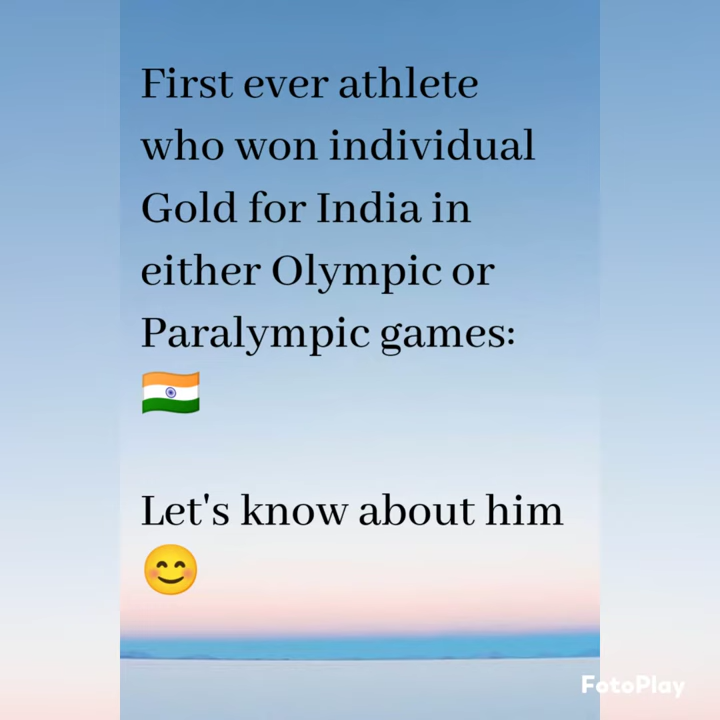 First ever athlete
who won individual
Gold for India in
either Olympic or
Paralympic games:
🇮🇳
Let's know about him
😊
FotoPlay